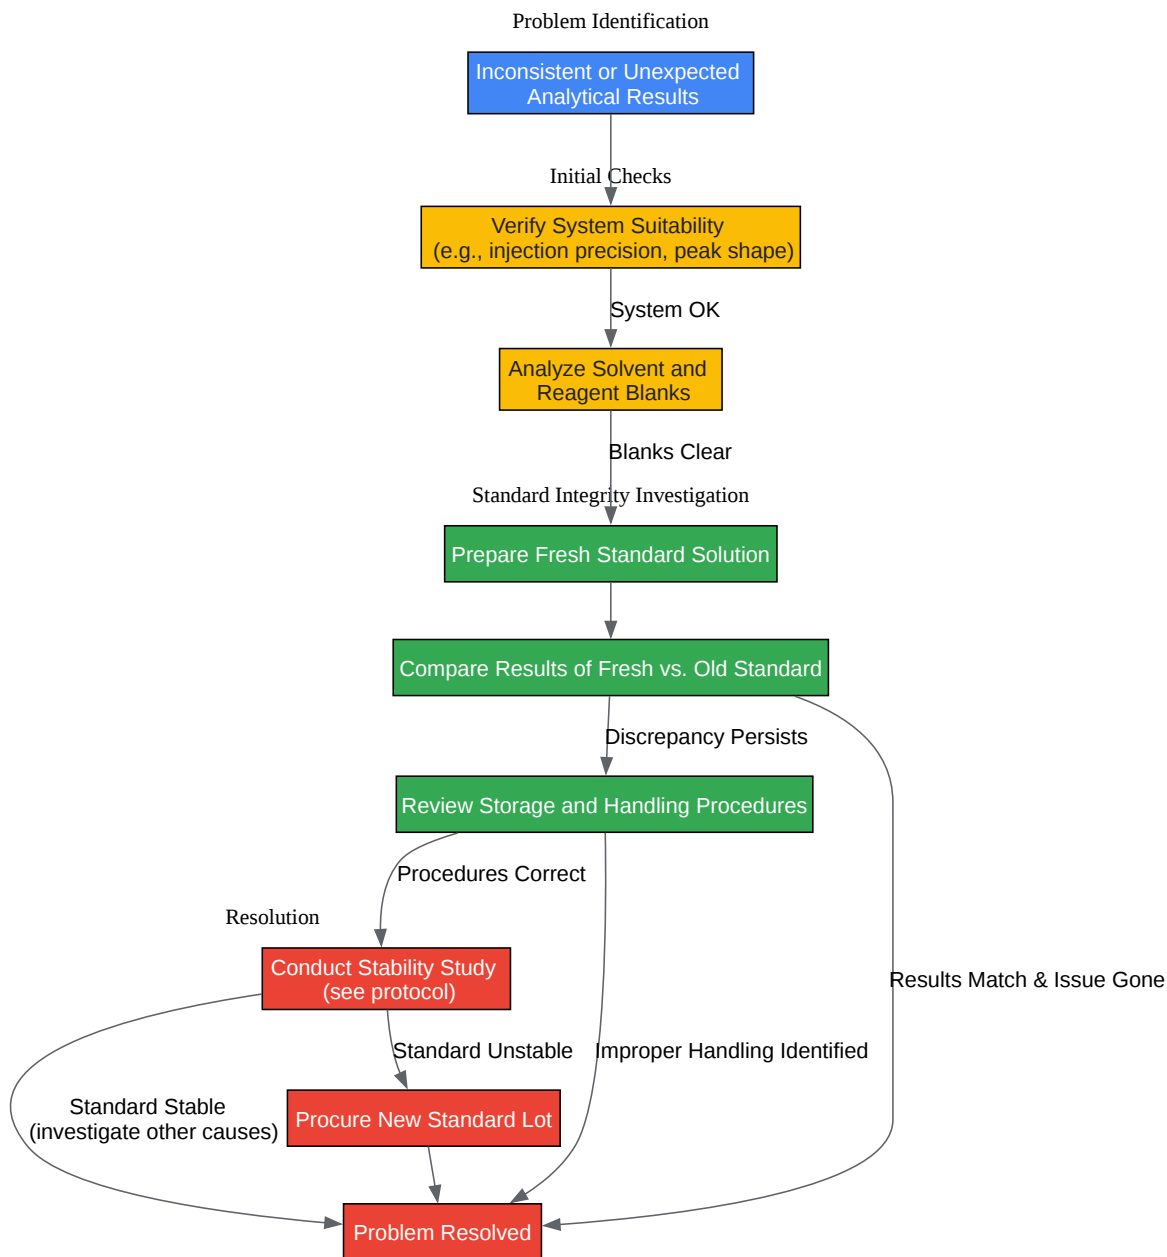 Problem Identification
Inconsistent or Unexpected
Analytical Results
Initial Checks
Verify System Suitability
(e.g., injection precision, peak shape)
System OK
Analyze Solvent and
Reagent Blanks
Blanks Clear
Standard Integrity Investigation
Prepare Fresh Standard Solution
Compare Results of Fresh vs. Old Standard
Discrepancy Persists
Review Storage and Handling Procedures
Procedures Correct
Resolution
Conduct Stability Study
(see protocol)
Results Match & Issue Gone
Standard Unstable
Improper Handling Identified
Standard Stable
(investigate other causes)
Procure New Standard Lot
Problem Resolved